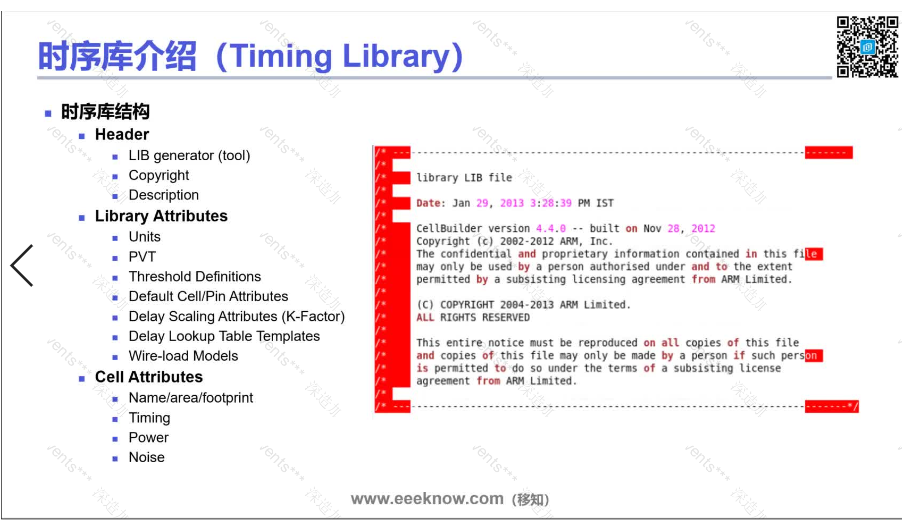 时序库介绍（Timing Library）
时序库结构
Header
LIB generator (tool)
Copyright
Description
Library Attributes
Units
PVT
Threshold Definitions
Default Cell/Pin Attributes
Delay Scaling Attributes (K-Factor)
Delay Lookup Table Templates
Wire-load Models
Cell Attributes
Name/area/footprint
Timing
Power
Noise
/* -----------------------------------------------------------------------
/*
/* library LIB file
/*
/* Date: Jan 29, 2013 3:28:39 PM IST
/*
/* CellBuilder version 4.4.0 -- built on Nov 28, 2012
/* Copyright (c) 2002-2012 ARM, Inc.
/* The confidential and proprietary information contained in this file
/* may only be used by a person authorised under and to the extent
/* permitted by a subsisting licensing agreement from ARM Limited.
/*
/* (C) COPYRIGHT 2004-2013 ARM Limited.
/* ALL RIGHTS RESERVED
/*
/* This entire notice must be reproduced on all copies of this file
/* and copies of this file may only be made by a person if such person
/* is permitted to do so under the terms of a subsisting license
/* agreement from ARM Limited.
/*
/* -----------------------------------------------------------------------*/
www.eeeknow.com（移知）